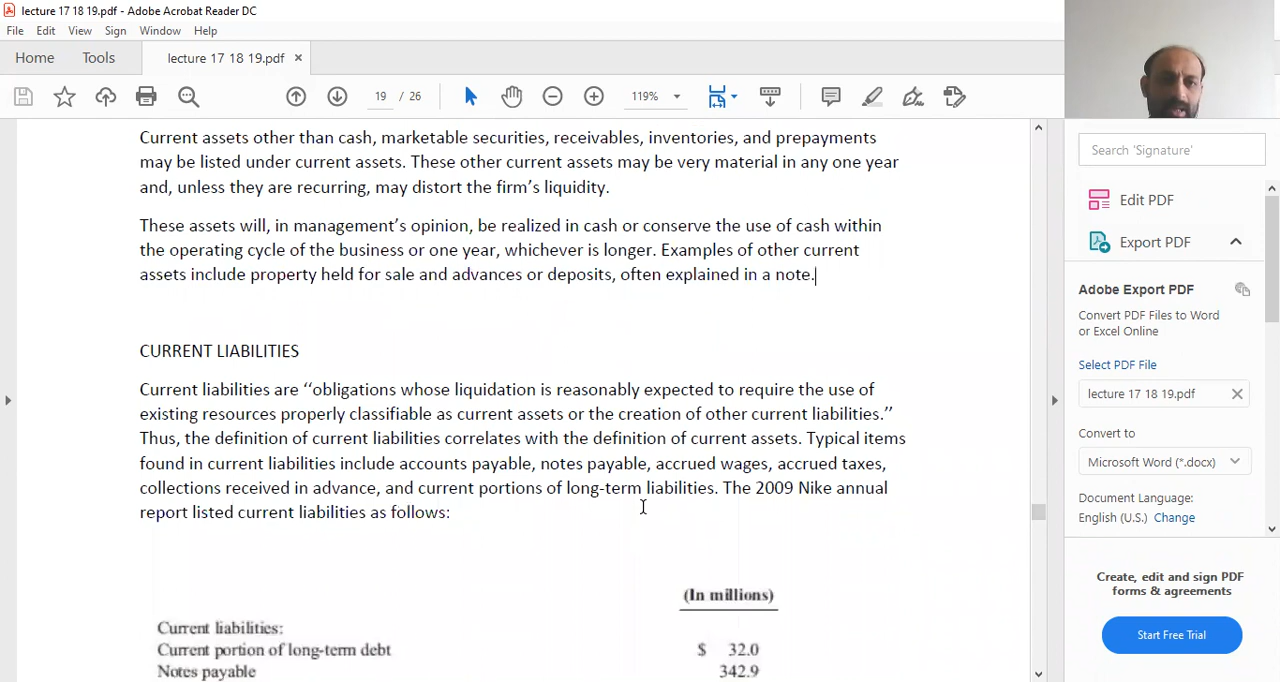 lecture 17 18 19.pdf - Adobe Acrobat Reader DC
File Edit View Sign Window Help
Home Tools lecture 17 18 19.pdf ×
19 / 26 119%
Current assets other than cash, marketable securities, receivables, inventories, and prepayments
may be listed under current assets. These other current assets may be very material in any one year
and, unless they are recurring, may distort the firm’s liquidity.
These assets will, in management’s opinion, be realized in cash or conserve the use of cash within
the operating cycle of the business or one year, whichever is longer. Examples of other current
assets include property held for sale and advances or deposits, often explained in a note.
CURRENT LIABILITIES
Current liabilities are ‘‘obligations whose liquidation is reasonably expected to require the use of
existing resources properly classifiable as current assets or the creation of other current liabilities.’’
Thus, the definition of current liabilities correlates with the definition of current assets. Typical items
found in current liabilities include accounts payable, notes payable, accrued wages, accrued taxes,
collections received in advance, and current portions of long-term liabilities. The 2009 Nike annual
report listed current liabilities as follows:
(In millions)
Current liabilities:
Current portion of long-term debt $ 32.0
Notes payable 342.9
Search 'Signature'
Edit PDF
Export PDF
Adobe Export PDF
Convert PDF Files to Word
or Excel Online
Select PDF File
lecture 17 18 19.pdf
Convert to
Microsoft Word (*.docx)
Document Language:
English (U.S.) Change
Create, edit and sign PDF
forms & agreements
Start Free Trial